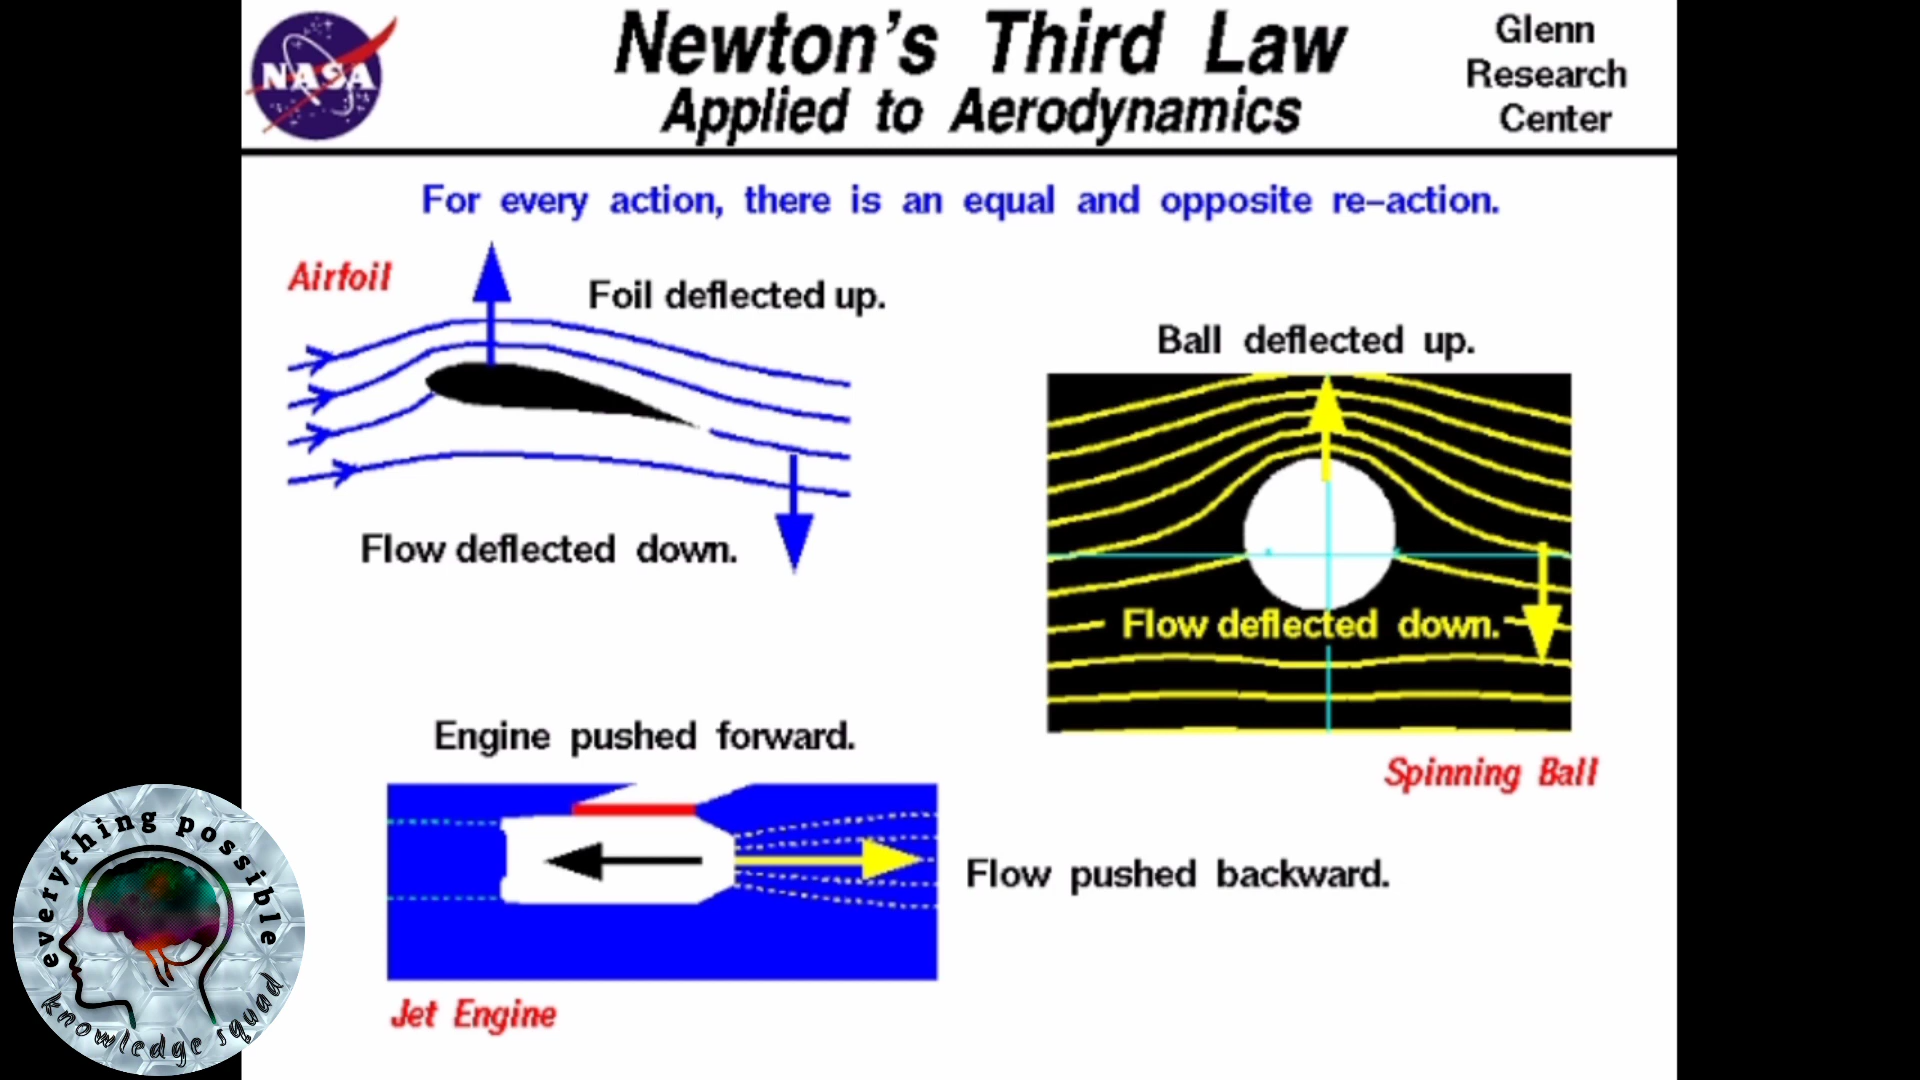 NASA
Newton's Third Law
Applied to Aerodynamics
Glenn
Research
Center
For every action, there is an equal and opposite re-action.
Airfoil
Foil deflected up.
Flow deflected down.
Ball deflected up.
Flow deflected down.
Spinning Ball
Engine pushed forward.
Flow pushed backward.
Jet Engine
everything possible
knowledge squad